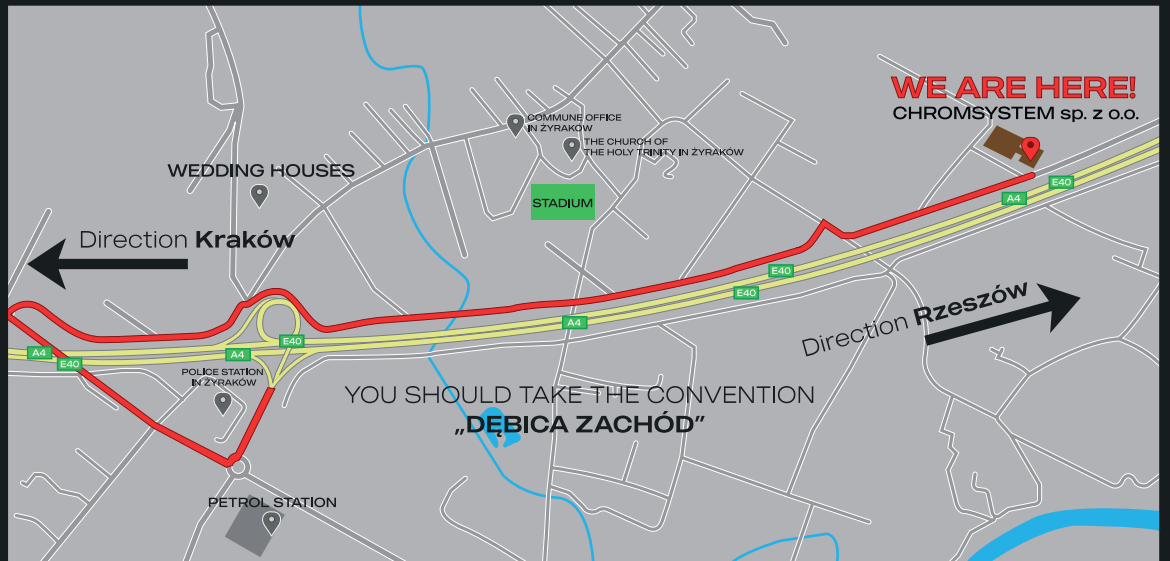 WE ARE HERE!
CHROMSYSTEM sp. z o.o.
COMMUNE OFFICE
IN ŻYRAKÓW
THE CHURCH OF
THE HOLY TRINITY IN ŻYRAKÓW
WEDDING HOUSES
E40
A4
STADIUM
Direction Kraków
E40
E40
Direction Rzeszów
A4
E40
A4
A4
E40
POLICE STATION
IN ŻYRAKÓW
YOU SHOULD TAKE THE CONVENTION
„DĘBICA ZACHÓD”
PETROL STATION